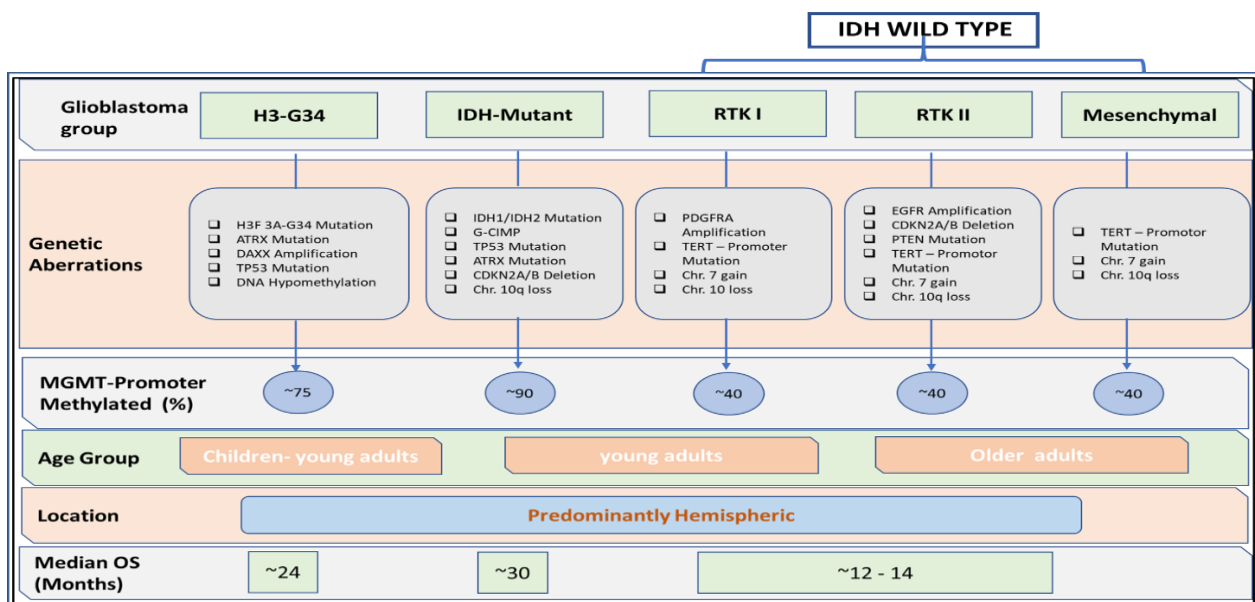 IDH WILD TYPE
Glioblastoma
group
H3-G34
IDH-Mutant
RTK I
RTK II
Mesenchymal
Genetic
Aberrations
H3F 3A-G34 Mutation
ATRX Mutation
DAXX Amplification
TP53 Mutation
DNA Hypomethylation
IDH1/IDH2 Mutation
G-CIMP
TP53 Mutation
ATRX Mutation
CDKN2A/B Deletion
Chr. 10q loss
PDGFRA
Amplification
TERT – Promoter
Mutation
Chr. 7 gain
Chr. 10 loss
EGFR Amplification
CDKN2A/B Deletion
PTEN Mutation
TERT – Promotor
Mutation
Chr. 7 gain
Chr. 10q loss
TERT – Promotor
Mutation
Chr. 7 gain
Chr. 10q loss
MGMT-Promoter
Methylated (%)
~75
~90
~40
~40
~40
Age Group
Children- young adults
young adults
Older adults
Location
Predominantly Hemispheric
Median OS
(Months)
~24
~30
~12 - 14